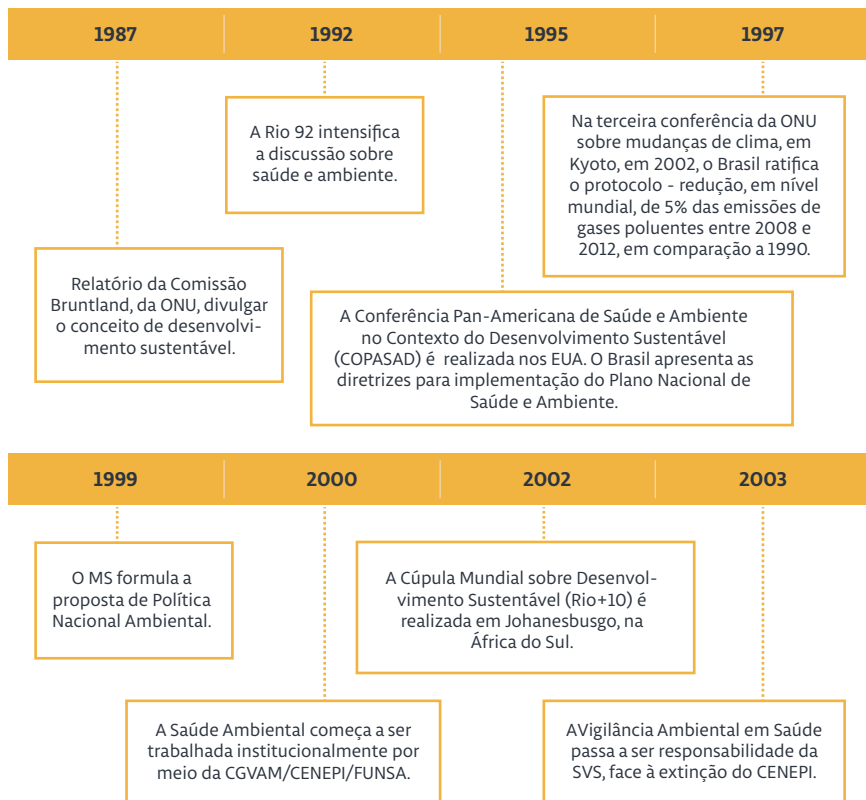 1987
1992
1995
1997
A Rio 92 intensifica
a discussão sobre
saúde e ambiente.
Na terceira conferência da ONU
sobre mudanças de clima, em
Kyoto, em 2002, o Brasil ratifica
o protocolo - redução, em nível
mundial, de 5% das emissões de
gases poluentes entre 2008 e
2012, em comparação a 1990.
Relatório da Comissão
Bruntland, da ONU, divulgar
o conceito de desenvolvi-
mento sustentável.
A Conferência Pan-Americana de Saúde e Ambiente
no Contexto do Desenvolvimento Sustentável
(COPASAD) é realizada nos EUA. O Brasil apresenta as
diretrizes para implementação do Plano Nacional de
Saúde e Ambiente.
1999
2000
2002
2003
O MS formula a
proposta de Política
Nacional Ambiental.
A Cúpula Mundial sobre Desenvol-
vimento Sustentável (Rio+10) é
realizada em Johanesbusgo, na
África do Sul.
A Saúde Ambiental começa a ser
trabalhada institucionalmente por
meio da CGVAM/CENEPI/FUNSA.
AVigilância Ambiental em Saúde
passa a ser responsabilidade da
SVS, face à extinção do CENEPI.